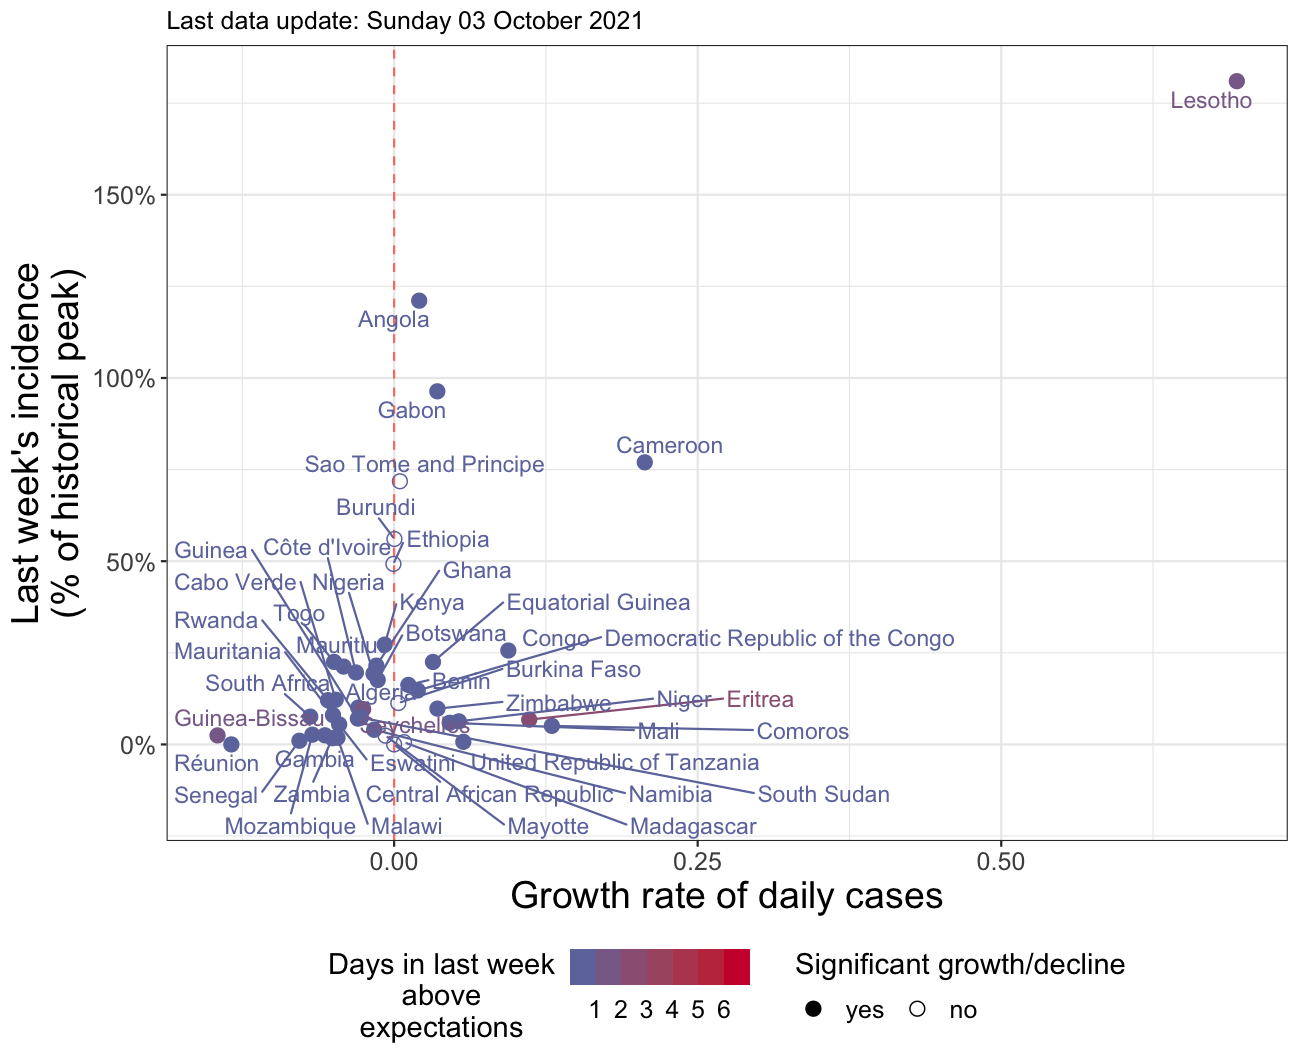 Last data update: Sunday 03 October 2021
Last week's incidence
(% of historical peak)
150%
100%
50%
0%
Lesotho
Angola
Gabon
Cameroon
Sao Tome and Principe
Burundi
Guinea
Côte d'Ivoire
Ethiopia
Cabo Verde
Nigeria
Ghana
Togo
Kenya
Equatorial Guinea
Rwanda
Mauritius
Botswana
Congo
Democratic Republic of the Congo
Mauritania
Burkina Faso
South Africa
Algeria
Benin
Zimbabwe
Niger
Eritrea
Guinea-Bissau
Seychelles
Mali
Comoros
Réunion
Gambia
Eswatini
United Republic of Tanzania
Senegal
Zambia
Central African Republic
Namibia
South Sudan
Mozambique
Malawi
Mayotte
Madagascar
0.00
0.25
0.50
Growth rate of daily cases
Days in last week
above
expectations
1 2 3 4 5 6
Significant growth/decline
yes
no